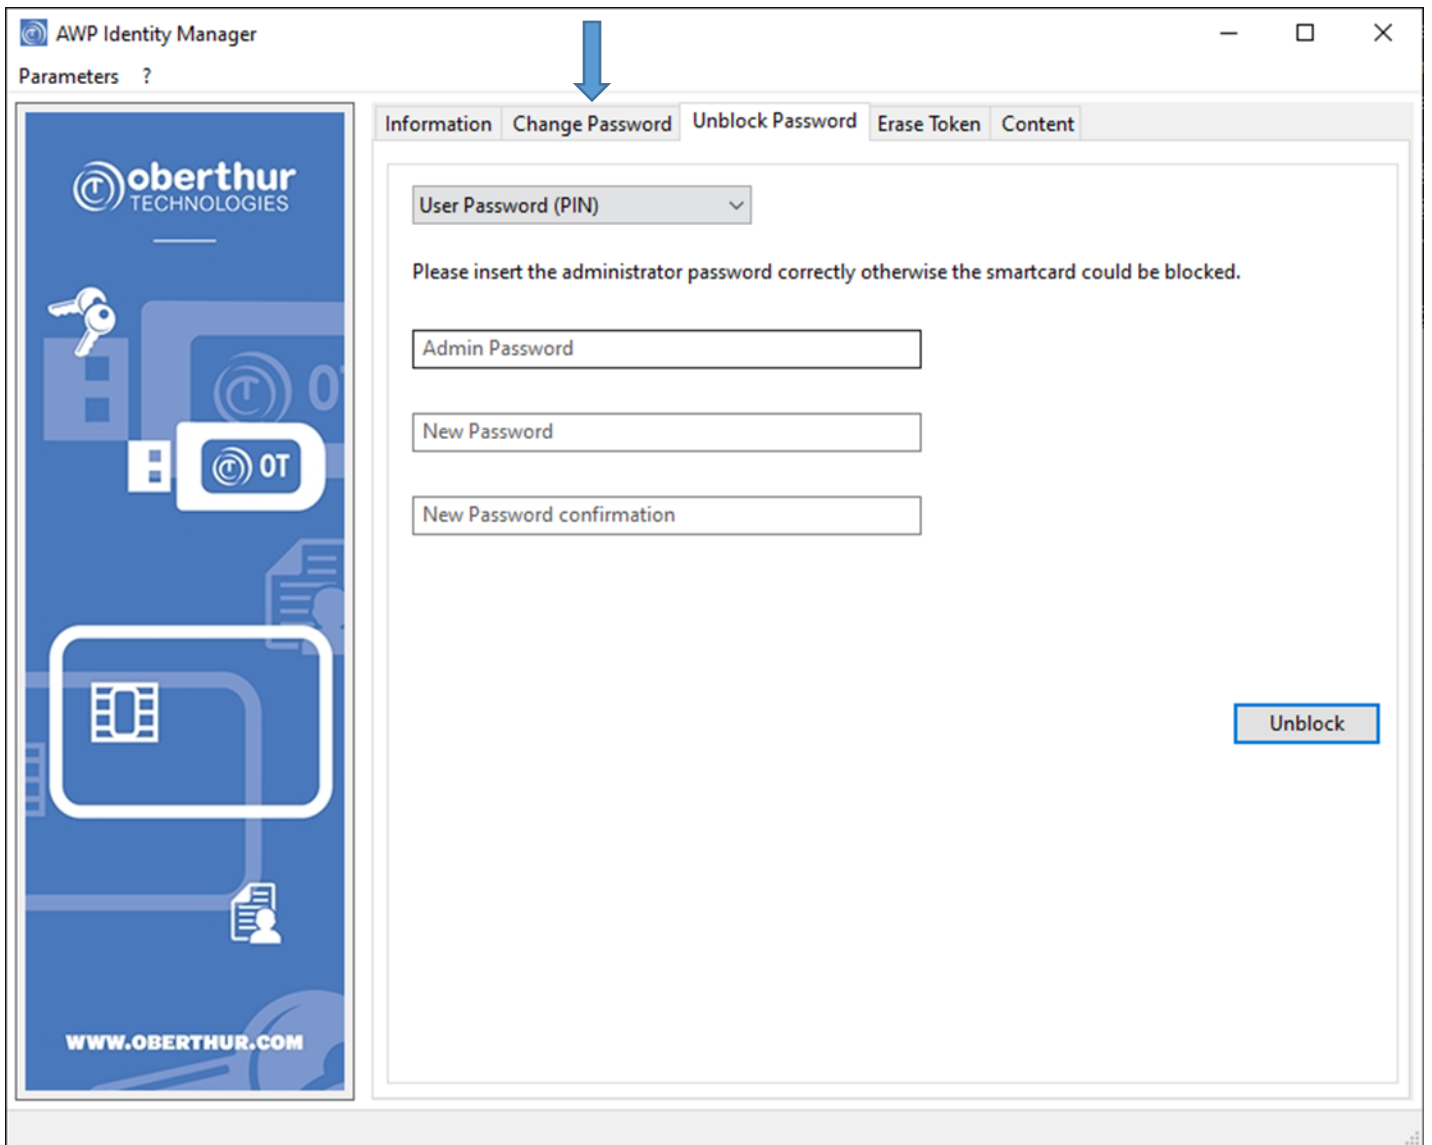 AWP Identity Manager
Parameters ?
Information Change Password Unblock Password Erase Token Content
oberthur
TECHNOLOGIES
User Password (PIN)
Please insert the administrator password correctly otherwise the smartcard could be blocked.
Admin Password
OT
New Password
OT
New Password confirmation
Unblock
WWW.OBERTHUR.COM